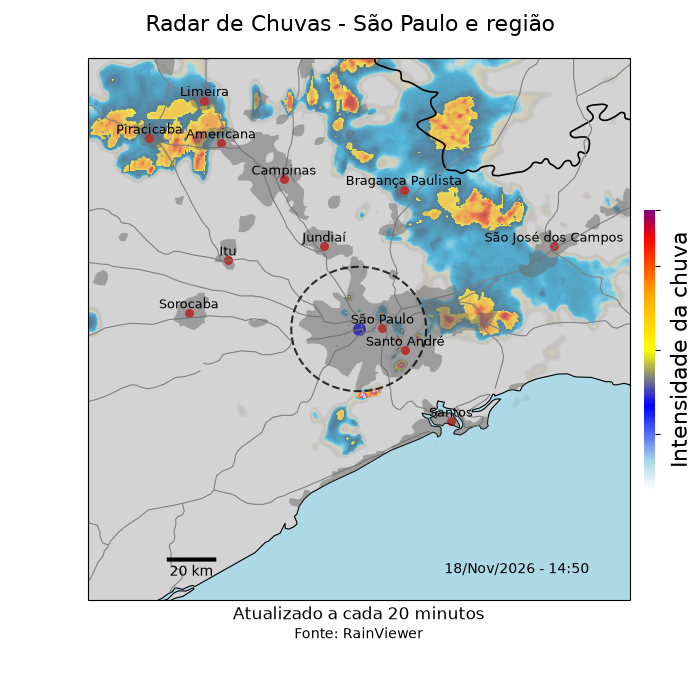 Radar de Chuvas - São Paulo e região
Limeira
Piracicaba
Americana
Campinas
Bragança Paulista
Jundiaí
São José dos Campos
Itu
Sorocaba
São Paulo
Santo André
Santos
Intensidade da chuva
20 km
18/Nov/2026 - 14:50
Atualizado a cada 20 minutos
Fonte: RainViewer